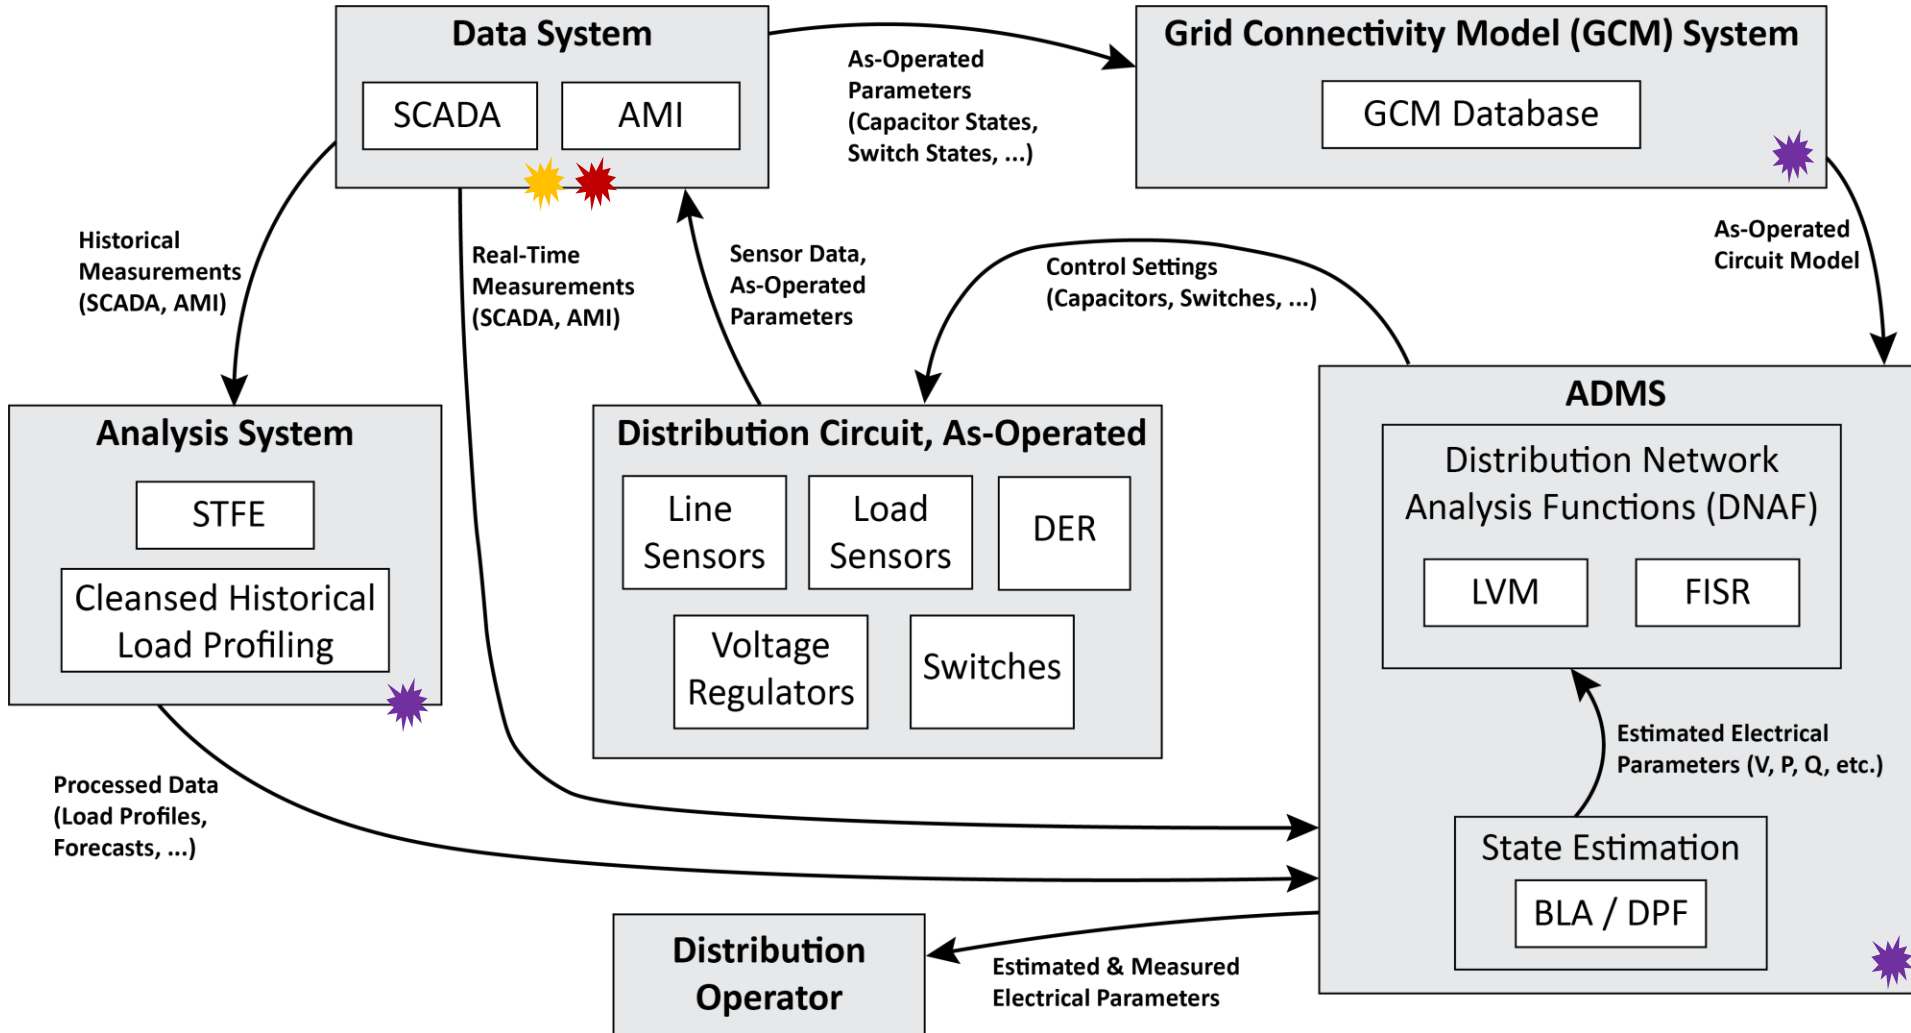 Data System
SCADA
AMI
As-Operated
Parameters
(Capacitor States,
Switch States, ...)
Grid Connectivity Model (GCM) System
GCM Database
Historical
Measurements
(SCADA, AMI)
Real-Time
Measurements
(SCADA, AMI)
Sensor Data,
As-Operated
Parameters
Control Settings
(Capacitors, Switches, ...)
As-Operated
Circuit Model
Analysis System
STFE
Cleansed Historical
Load Profiling
Distribution Circuit, As-Operated
Line
Sensors
Load
Sensors
DER
Voltage
Regulators
Switches
ADMS
Distribution Network
Analysis Functions (DNAF)
LVM
FISR
Estimated Electrical
Parameters (V, P, Q, etc.)
State Estimation
BLA / DPF
Processed Data
(Load Profiles,
Forecasts, ...)
Distribution
Operator
Estimated & Measured
Electrical Parameters